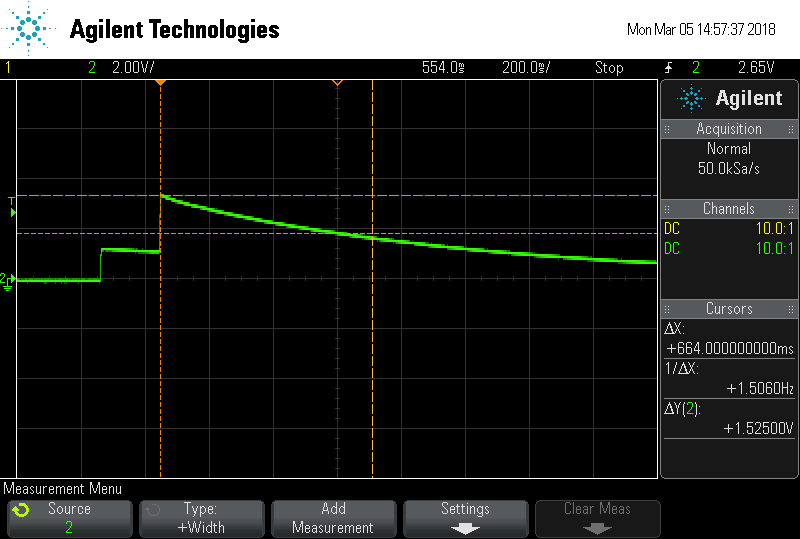 Agilent Technologies
Mon Mar 05 14:57:37 2018
1 2 2.00V/ 554.0ms 200.0ms/ Stop 2 2.65V
Agilent
Acquisition
Normal
50.0kSa/s
Channels
DC 10.0:1
DC 10.0:1
Cursors
ΔX:
+664.000000000ms
1/ΔX:
+1.5060Hz
ΔY(2):
+1.52500V
T
2
Measurement Menu
Source
2
Type:
+Width
Add
Measurement
Settings
Clear Meas